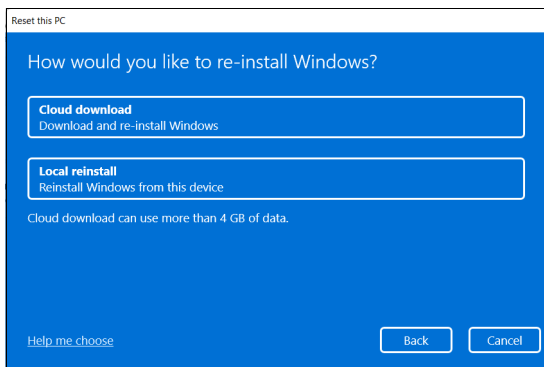 Reset this PC
How would you like to re-install Windows?
Cloud download
Download and re-install Windows
Local reinstall
Reinstall Windows from this device
Cloud download can use more than 4 GB of data.
Help me choose
Back
Cancel